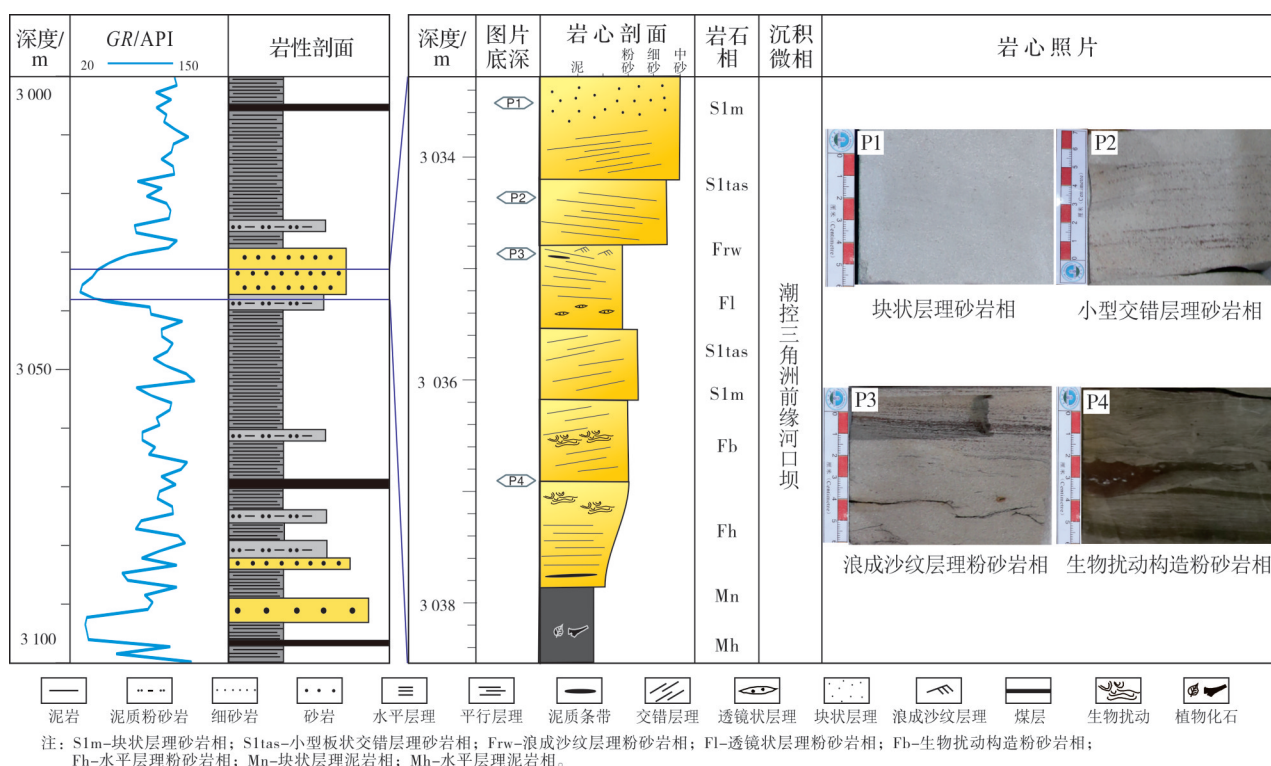 深度/
m
GR/API
20 150
岩性剖面
3 000
3 050
3 100
深度/
m
图片
底深
岩心剖面
泥 粉砂 细砂 中砂
岩石
相
沉积
微相
岩心照片
3 034
3 036
3 038
P1
P2
P3
P4
S1m
S1tas
Frw
Fl
S1tas
S1m
Fb
Fh
Mn
Mh
潮控三角洲前缘河口坝
P1
块状层理砂岩相
P2
小型交错层理砂岩相
P3
浪成沙纹层理粉砂岩相
P4
生物扰动构造粉砂岩相
泥岩 泥质粉砂岩 细砂岩 砂岩 水平层理 平行层理 泥质条带 交错层理 透镜状层理 块状层理 浪成沙纹层理 煤层 生物扰动 植物化石
注：S1m-块状层理砂岩相；S1tas-小型板状交错层理砂岩相；Frw-浪成沙纹层理粉砂岩相；Fl-透镜状层理粉砂岩相；Fb-生物扰动构造粉砂岩相；
Fh-水平层理粉砂岩相；Mn-块状层理泥岩相；Mh-水平层理泥岩相。